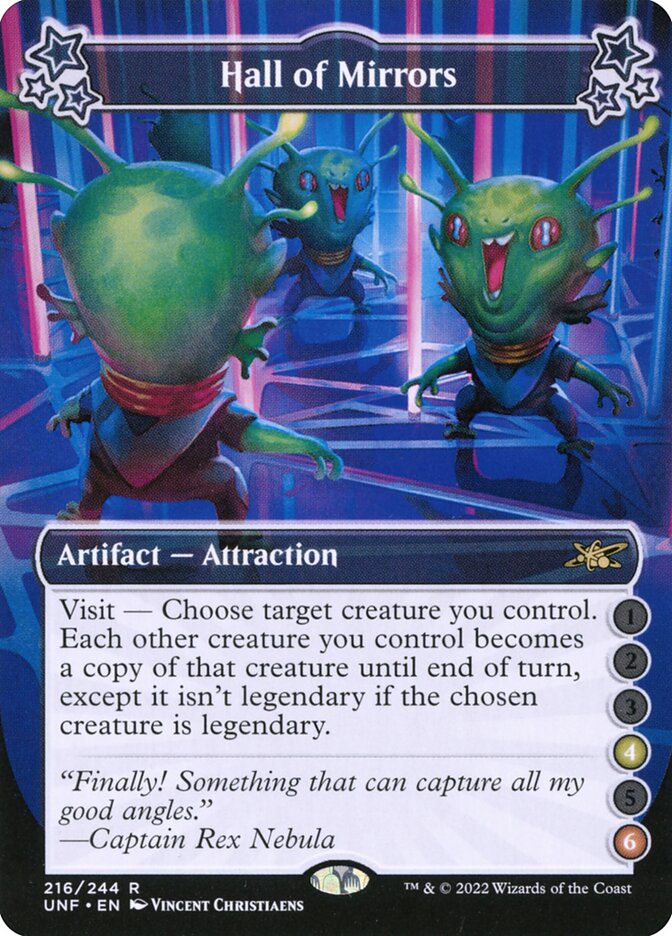 Hall of Mirrors
Artifact — Attraction
Visit — Choose target creature you control.
Each other creature you control becomes
a copy of that creature until end of turn,
except it isn't legendary if the chosen
creature is legendary.
1
2
3
4
5
6
“Finally! Something that can capture all my
good angles.”
—Captain Rex Nebula
216/244 R
UNF • EN Vincent Christiaens
™ & © 2022 Wizards of the Coast